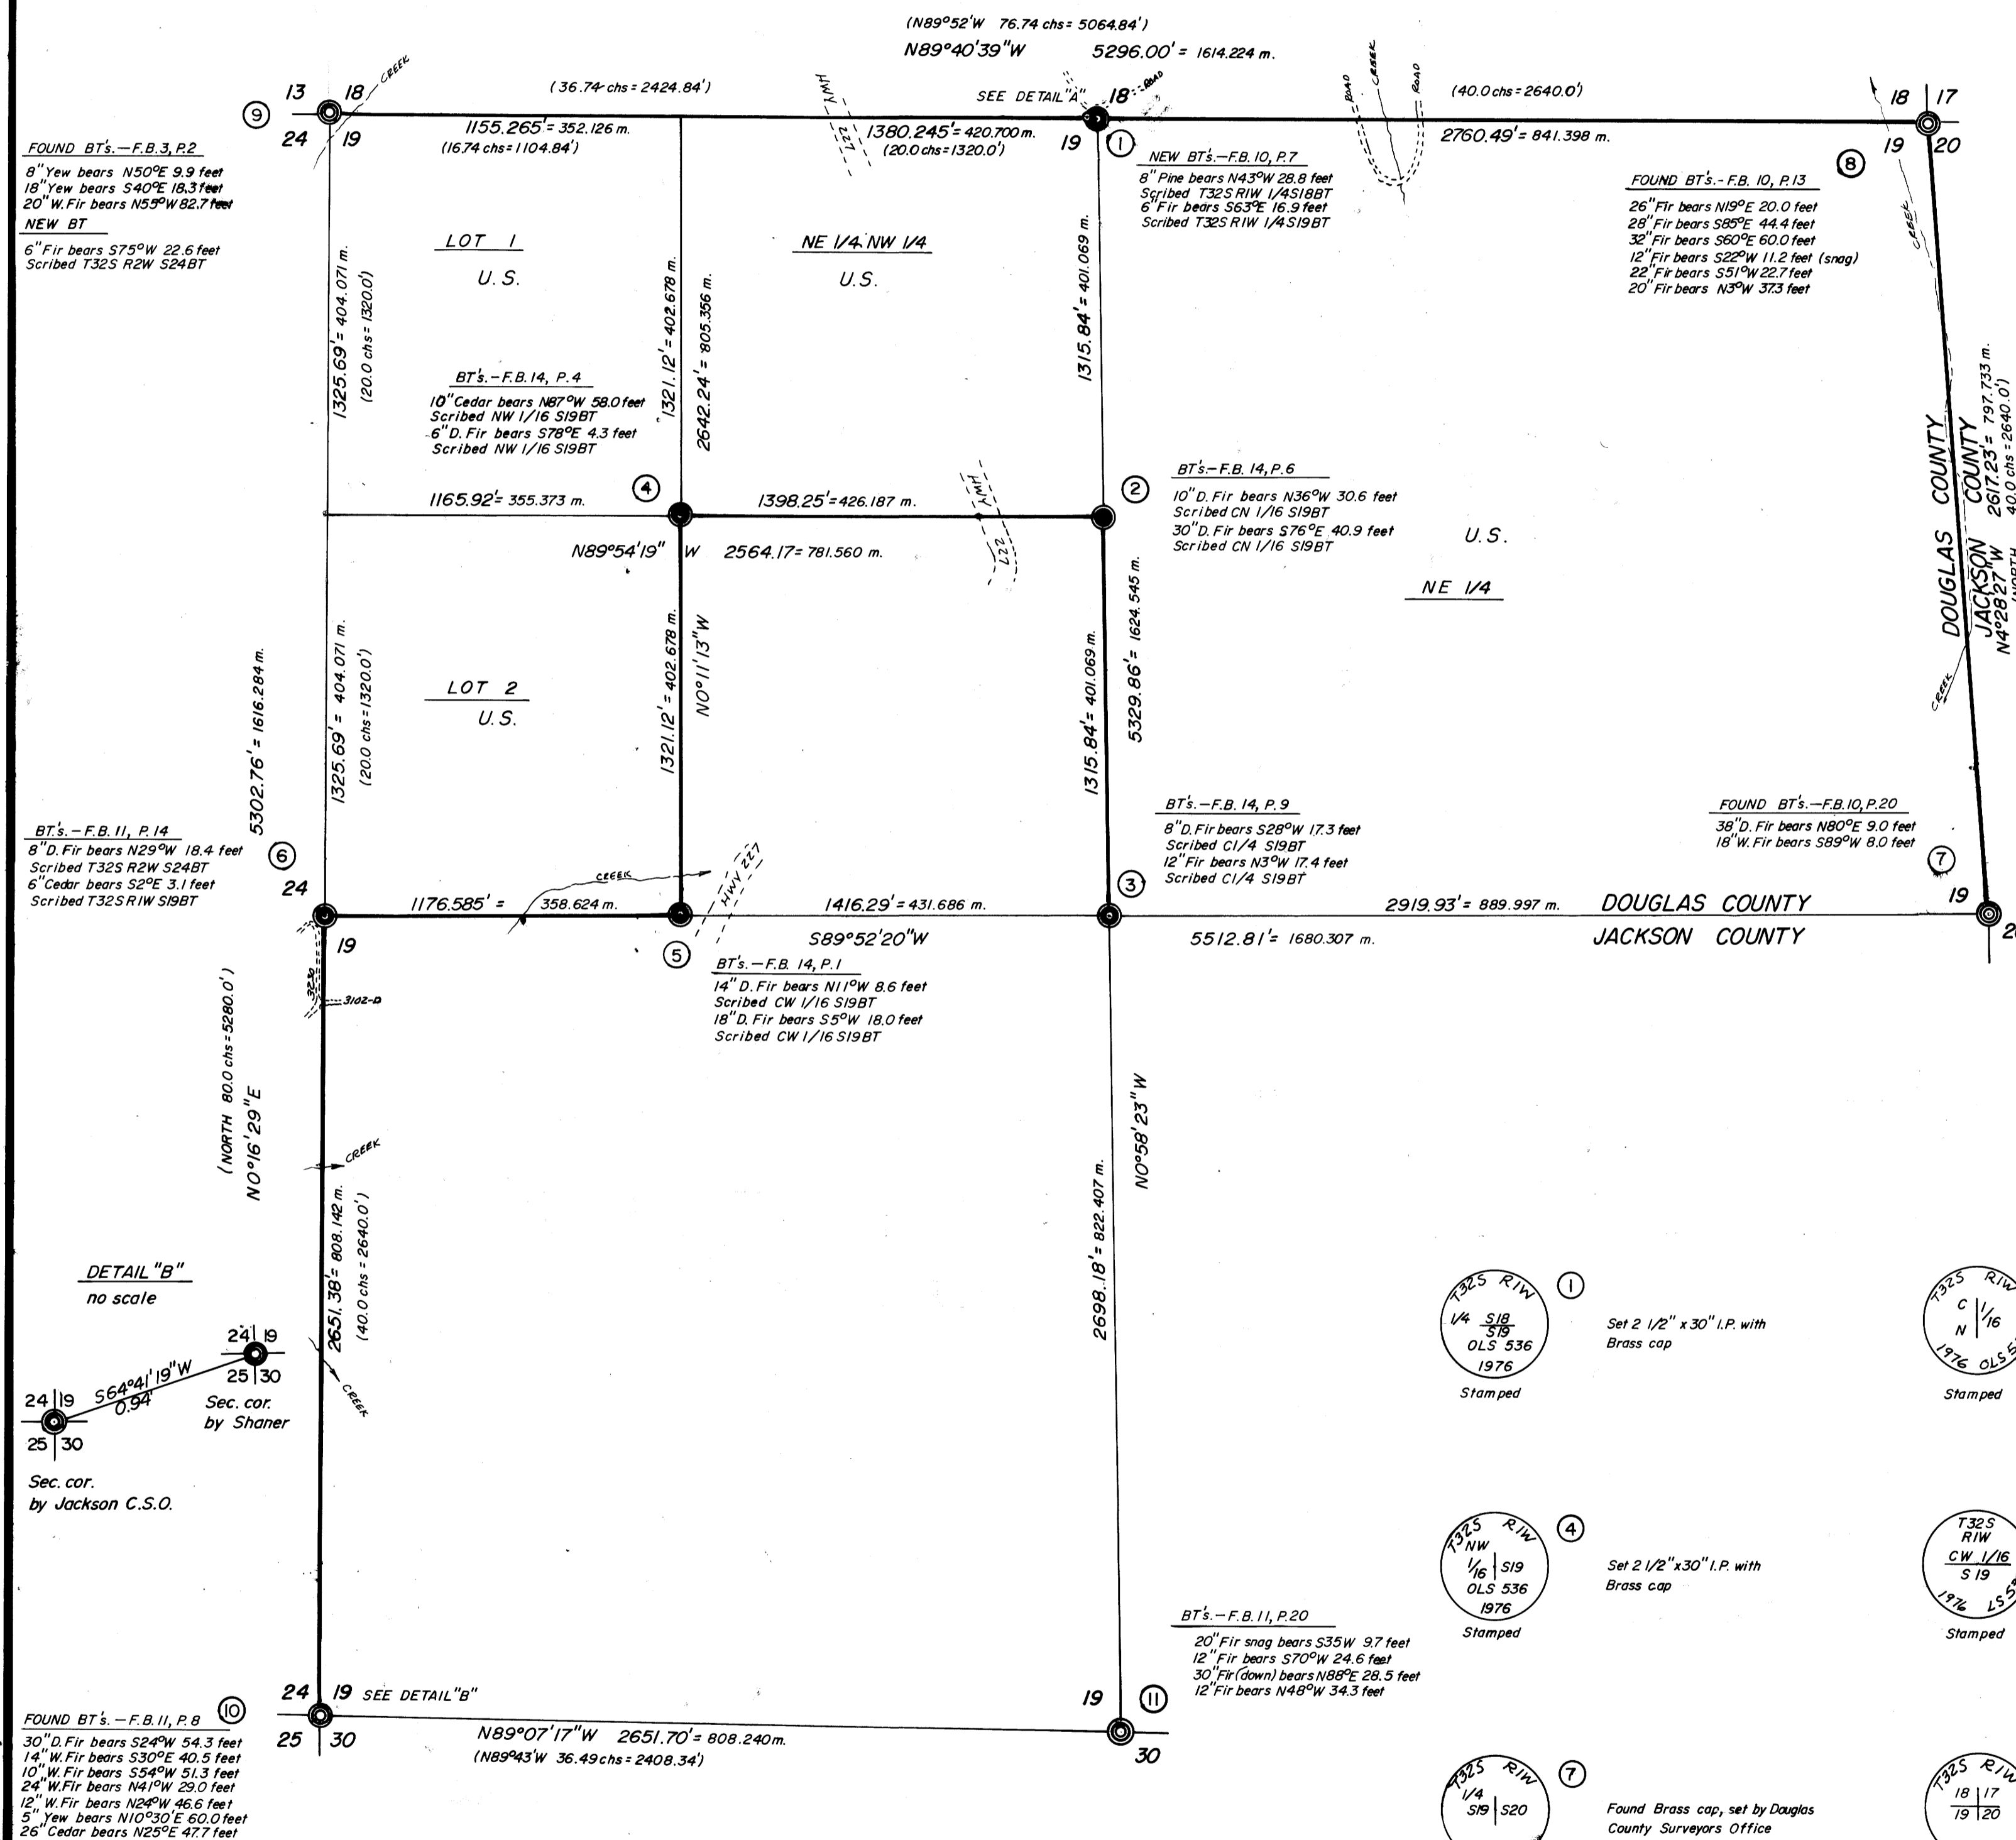 (N89°52'W 76.74 chs = 5064.84')
N89°40'39"W 5296.00' = 1614.224 m.
13 18
24 19
9
CREEK
(36.74 chs = 2424.84')
HWY
227
SEE DETAIL "A"
18
ROAD
ROAD
CREEK
ROAD
(40.0 chs = 2640.0')
18 17
19 20
8
1155.265' = 352.126 m.
(16.74 chs = 1104.84')
1380.245' = 420.700 m.
(20.0 chs = 1320.0')
19
1
2760.49' = 841.398 m.
FOUND BT's. – F.B. 3, P. 2
8" Yew bears N50°E 9.9 feet
18" Yew bears S40°E 18.3 feet
20" W. Fir bears N55°W 82.7 feet
NEW BT
6" Fir bears S75°W 22.6 feet
Scribed T32S R2W S24BT
NEW BT's. – F.B. 10, P. 7
8" Pine bears N43°W 28.8 feet
Scribed T32S R1W 1/4S18BT
6" Fir bears S63°E 16.9 feet
Scribed T32S R1W 1/4S19BT
FOUND BT's. – F.B. 10, P. 13
26" Fir bears N19°E 20.0 feet
28" Fir bears S85°E 44.4 feet
32" Fir bears S60°E 60.0 feet
12" Fir bears S22°W 11.2 feet (snag)
22" Fir bears S51°W 22.7 feet
20" Fir bears N3°W 37.3 feet
CREEK
LOT 1
U.S.
NE 1/4 NW 1/4
U.S.
1325.69' = 404.071 m.
(20.0 chs = 1320.0')
1321.12' = 402.678 m.
2642.24' = 805.356 m.
1315.84' = 401.069 m.
BT's. – F.B. 14, P. 4
10" Cedar bears N87°W 58.0 feet
Scribed NW 1/16 S19BT
6" D. Fir bears S78°E 4.3 feet
Scribed NW 1/16 S19BT
DOUGLAS COUNTY
JACKSON COUNTY
N4°28'27"W 2617.23' = 797.733 m.
(NORTH 40.0 chs = 2640.0')
CREEK
1165.92' = 355.373 m.
4
1398.25' = 426.187 m.
HWY
227
2
BT's. – F.B. 14, P. 6
10" D. Fir bears N36°W 30.6 feet
Scribed CN 1/16 S19BT
30" D. Fir bears S76°E 40.9 feet
Scribed CN 1/16 S19BT
U.S.
NE 1/4
N89°54'19" W 2564.17 = 781.560 m.
5302.76' = 1616.284 m.
1325.69' = 404.071 m.
(20.0 chs = 1320.0')
LOT 2
U.S.
1321.12' = 402.678 m.
N0°11'13"W
1315.84' = 401.069 m.
5329.86' = 1624.545 m.
BT's. – F.B. 11, P. 14
8" D. Fir bears N29°W 18.4 feet
Scribed T32S R2W S24BT
6" Cedar bears S2°E 3.1 feet
Scribed T32S R1W S19BT
6
24
19
BT's. – F.B. 14, P. 9
8" D. Fir bears S28°W 17.3 feet
Scribed C1/4 S19BT
12" Fir bears N3°W 17.4 feet
Scribed C1/4 S19BT
3
FOUND BT's. – F.B. 10, P. 20
38" D. Fir bears N80°E 9.0 feet
18" W. Fir bears S89°W 8.0 feet
7
19
1176.585' = 358.624 m.
CREEK
HWY 227
1416.29' = 431.686 m.
S89°52'20"W
2919.93' = 889.997 m.
5512.81' = 1680.307 m.
DOUGLAS COUNTY
JACKSON COUNTY
5
BT's. – F.B. 14, P. 1
14" D. Fir bears N11°W 8.6 feet
Scribed CW 1/16 S19BT
18" D. Fir bears S5°W 18.0 feet
Scribed CW 1/16 S19BT
3230
3102-D
(NORTH 80.0 chs = 5280.0')
N0°16'29"E
CREEK
2651.38' = 808.142 m.
(40.0 chs = 2640.0')
CREEK
N0°58'23"W
2698.18' = 822.407 m.
DETAIL "B"
no scale
24 19
25 30
S64°41'19"W
0.94'
Sec. cor.
by Shaner
24 19
25 30
Sec. cor.
by Jackson C.S.O.
T32S R1W
1/4 S18
S19
OLS 536
1976
Stamped
1
Set 2 1/2" x 30" I.P. with
Brass cap
T32S R1W
C 1/16
N
1976 OLS
Stamped
T32S R1W
NW
1/16 S19
OLS 536
1976
Stamped
4
Set 2 1/2" x 30" I.P. with
Brass cap
T32S
R1W
CW 1/16
S 19
1976
Stamped
BT's. – F.B. 11, P. 20
20" Fir snag bears S35W 9.7 feet
12" Fir bears S70°W 24.6 feet
30" Fir (down) bears N88°E 28.5 feet
12" Fir bears N48°W 34.3 feet
24 19 SEE DETAIL "B"
25 30
10
N89°07'17"W 2651.70' = 808.240 m.
(N89°43'W 36.49 chs = 2408.34')
19
11
30
FOUND BT's. – F.B. 11, P. 8
30" D. Fir bears S24°W 54.3 feet
14" W. Fir bears S30°E 40.5 feet
10" W. Fir bears S54°W 51.3 feet
24" W. Fir bears N41°W 29.0 feet
12" W. Fir bears N24°W 46.6 feet
5" Yew bears N10°30'E 60.0 feet
26" Cedar bears N25°E 47.7 feet
T32S R1W
1/4
S19 S20
7
Found Brass cap, set by Douglas
County Surveyors Office
T32S R1W
18 17
19 20